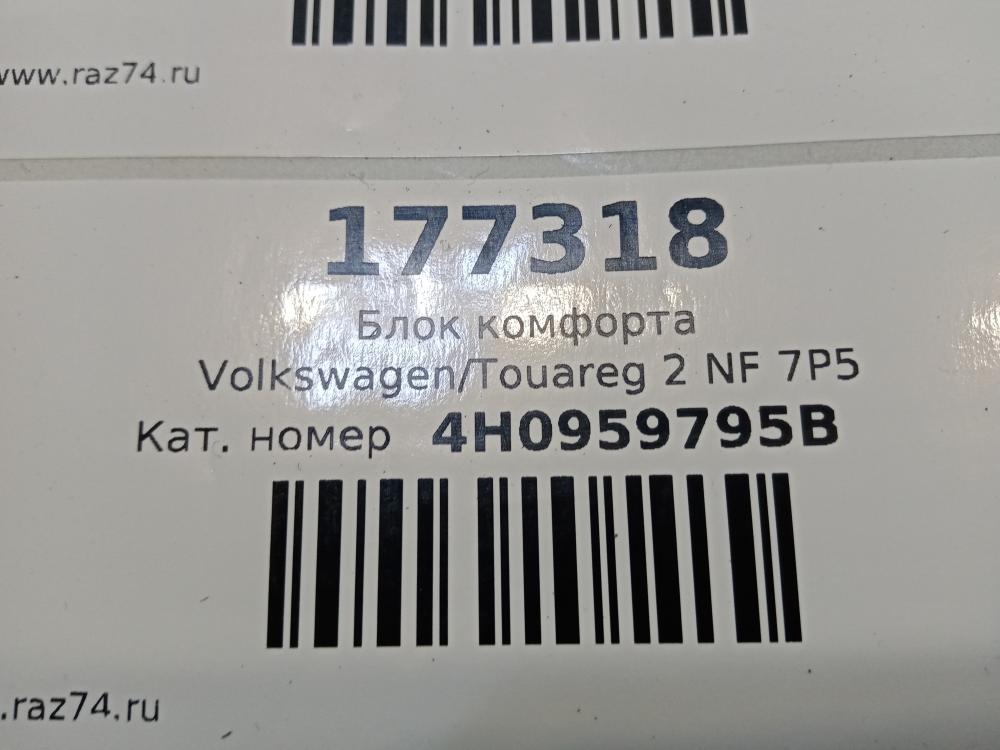 www.raz74.ru
177318
Блок комфорта
Volkswagen/Touareg 2 NF 7P5
Кат. номер 4H0959795B
.raz74.ru